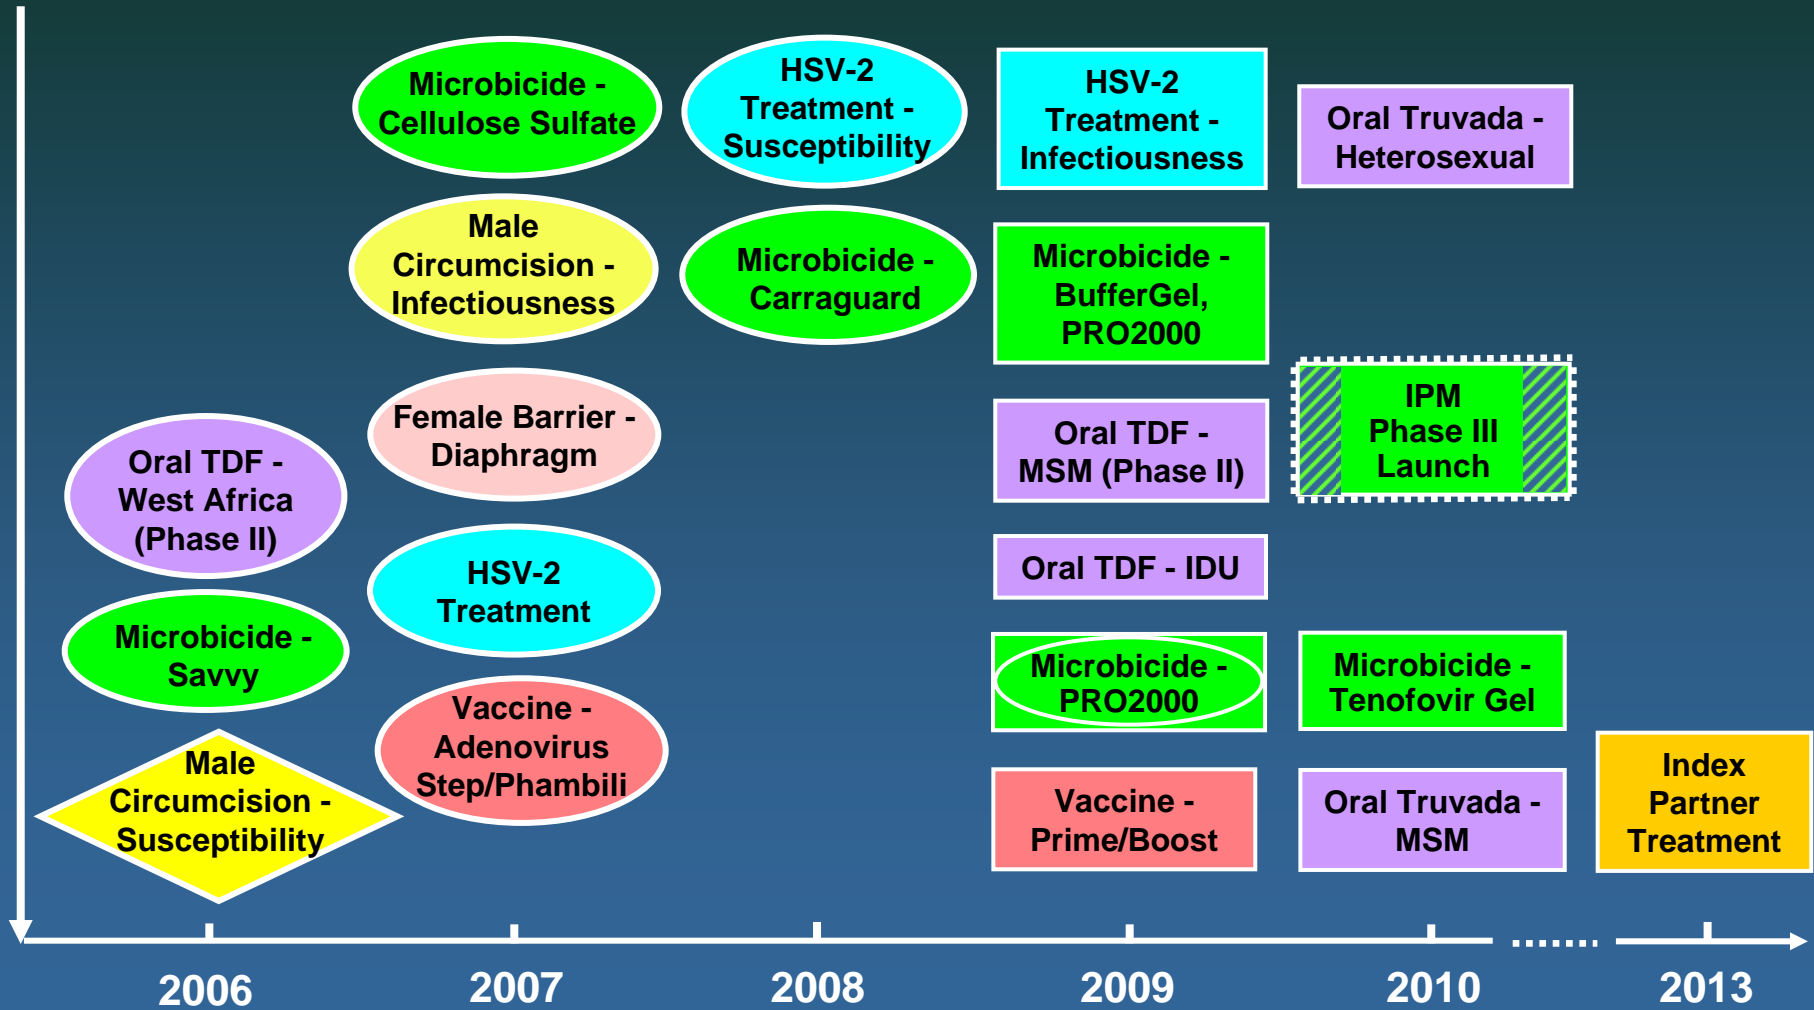 Microbicide -
Cellulose Sulfate
HSV-2
Treatment -
Susceptibility
HSV-2
Treatment -
Infectiousness
Oral Truvada -
Heterosexual
Male
Circumcision -
Infectiousness
Microbicide -
Carraguard
Microbicide -
BufferGel,
PRO2000
Female Barrier -
Diaphragm
Oral TDF -
MSM (Phase II)
IPM
Phase III
Launch
Oral TDF -
West Africa
(Phase II)
HSV-2
Treatment
Oral TDF - IDU
Microbicide -
Savvy
Microbicide -
PRO2000
Microbicide -
Tenofovir Gel
Male
Circumcision -
Susceptibility
Vaccine -
Adenovirus
Step/Phambili
Vaccine -
Prime/Boost
Oral Truvada -
MSM
Index
Partner
Treatment
2006
2007
2008
2009
2010
2013